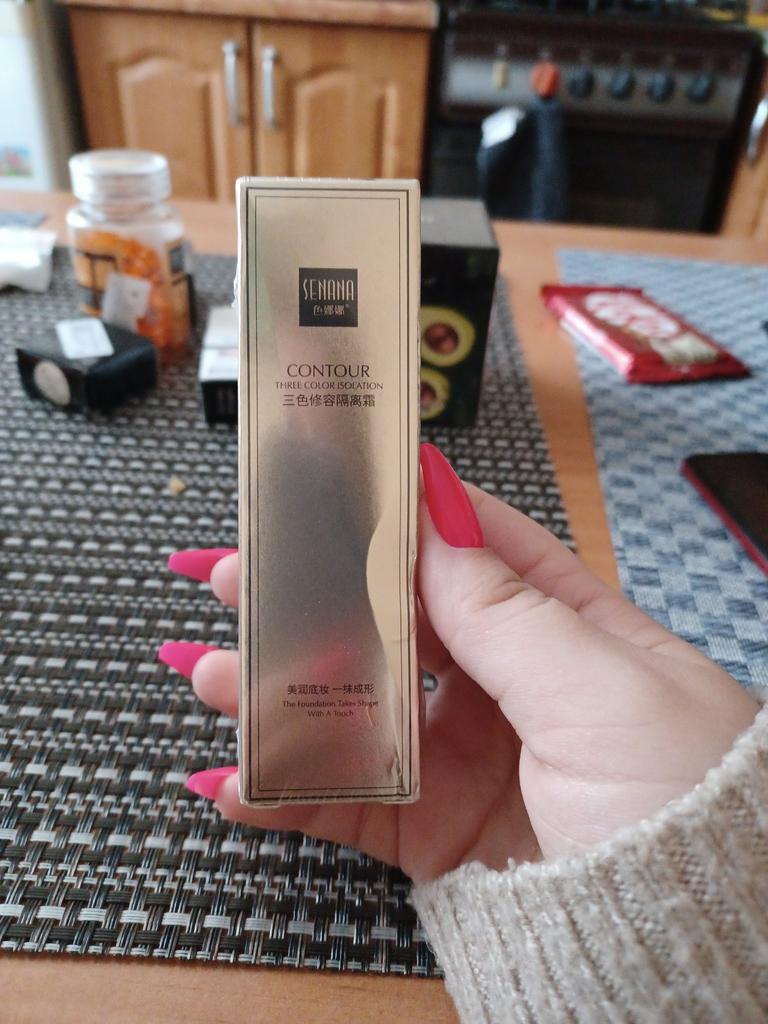 SENANA
色娜娜®
CONTOUR
THREE COLOR ISOLATION
三色修容隔离霜
美润底妆 一抹成形
The Foundation Takes Shape
With A Touch